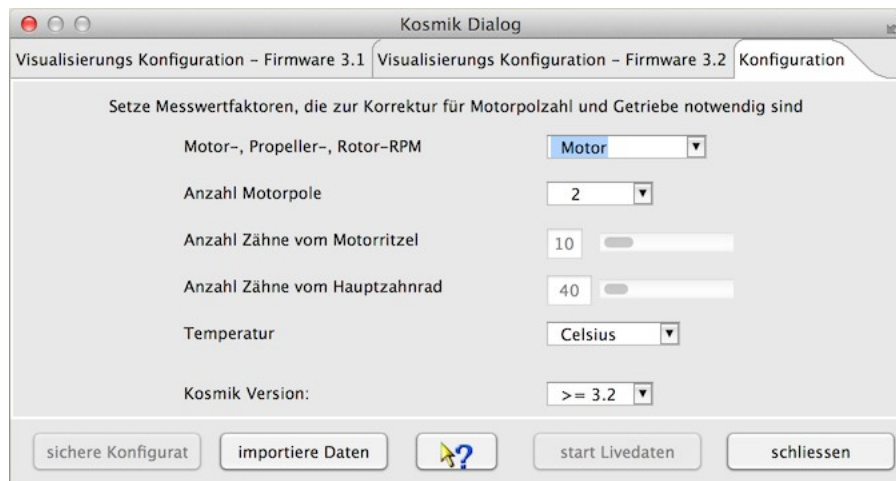 Kosmik Dialog
Visualisierungs Konfiguration – Firmware 3.1 Visualisierungs Konfiguration – Firmware 3.2 Konfiguration
Setze Messwertfaktoren, die zur Korrektur für Motorpolzahl und Getriebe notwendig sind
Motor–, Propeller–, Rotor–RPM Motor
Anzahl Motorpole 2
Anzahl Zähne vom Motorritzel 10
Anzahl Zähne vom Hauptzahnrad 40
Temperatur Celsius
Kosmik Version: >= 3.2
sichere Konfigurat importiere Daten ? start Livedaten schliessen